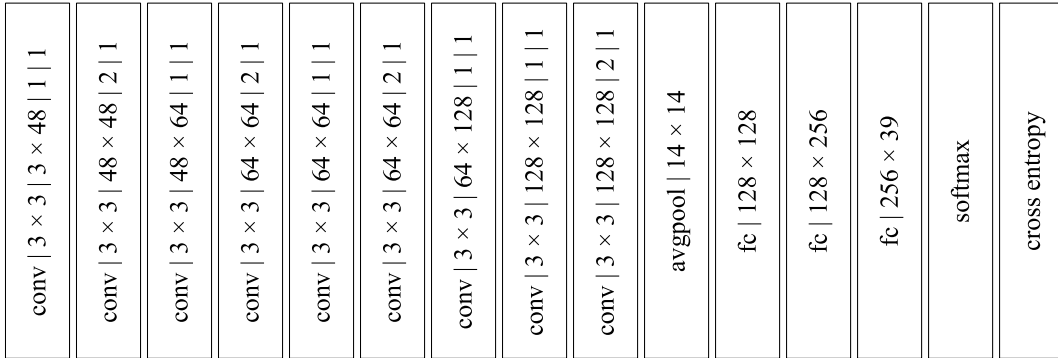 conv | 3 × 3 | 3 × 48 | 1 | 1
conv | 3 × 3 | 48 × 48 | 2 | 1
conv | 3 × 3 | 48 × 64 | 1 | 1
conv | 3 × 3 | 64 × 64 | 2 | 1
conv | 3 × 3 | 64 × 64 | 1 | 1
conv | 3 × 3 | 64 × 64 | 2 | 1
conv | 3 × 3 | 64 × 128 | 1 | 1
conv | 3 × 3 | 128 × 128 | 1 | 1
conv | 3 × 3 | 128 × 128 | 2 | 1
avgpool | 14 × 14
fc | 128 × 128
fc | 128 × 256
fc | 256 × 39
softmax
cross entropy